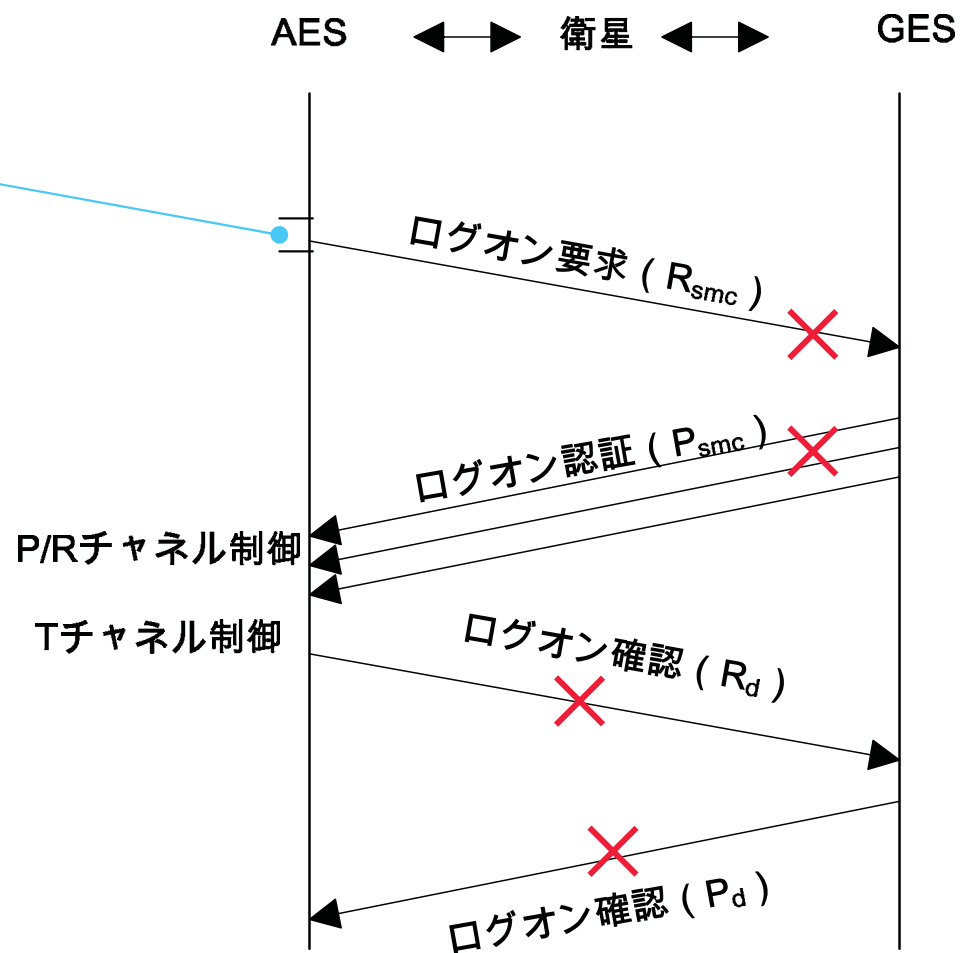 AES 衛星 GES
ログオン要求（Rsmc）
ログオン認証（Psmc）
P/Rチャネル制御
Tチャネル制御
ログオン確認（Rd）
ログオン確認（Pd）